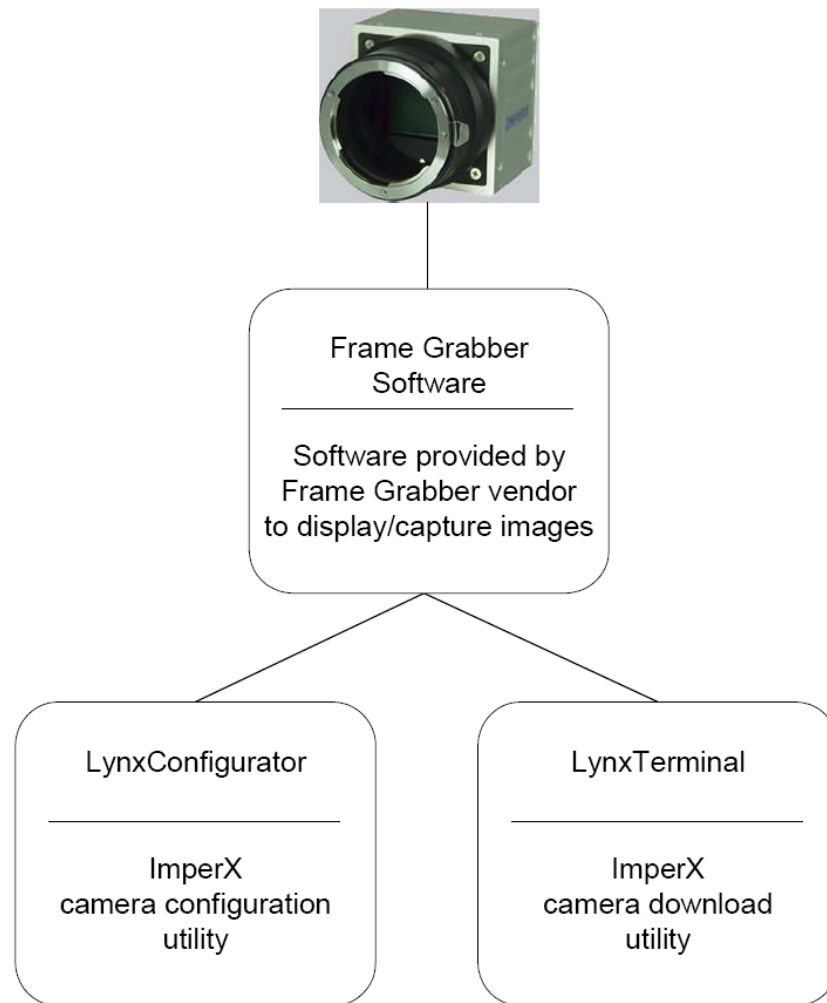 IMPERX
Frame Grabber
Software
Software provided by
Frame Grabber vendor
to display/capture images
LynxConfigurator
ImperX
camera configuration
utility
LynxTerminal
ImperX
camera download
utility